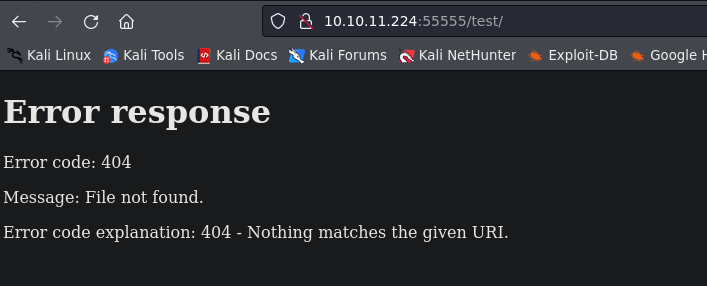 10.10.11.224:55555/test/
Kali Linux Kali Tools Kali Docs Kali Forums Kali NetHunter Exploit-DB Google H
Error response
Error code: 404
Message: File not found.
Error code explanation: 404 - Nothing matches the given URI.